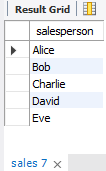 Result Grid
salesperson
Alice
Bob
Charlie
David
Eve
sales 7